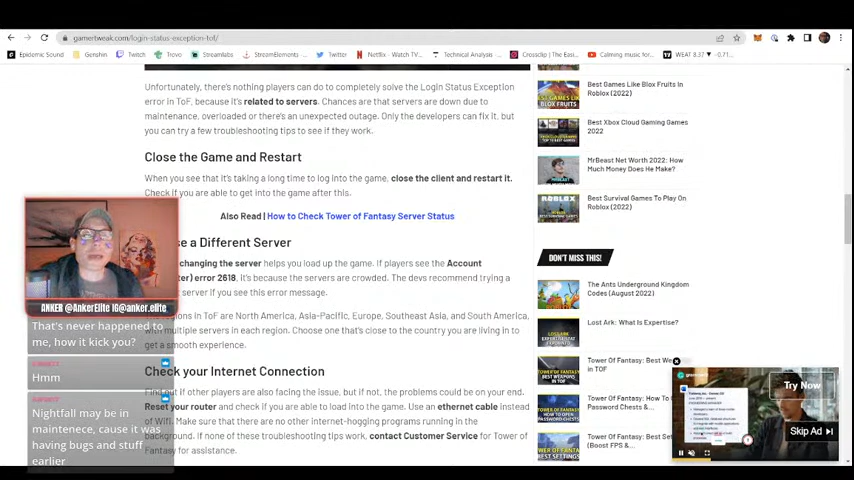 gamertweak.com/login-status-exception-tof/
Epidemic Sound
Genshin
Twitch
Trovo
Streamlabs
StreamElements -...
Twitter
Netflix - Watch TV...
Technical Analysis...
Crossclip | The Easi...
Calming music for...
WEAT 8.37 ▼ -0.71...
Unfortunately, there's nothing players can do to completely solve the Login Status Exception
error in ToF, because it's related to servers. Chances are that servers are down due to
maintenance, overloaded or there's an unexpected outage. Only the developers can fix it, but
you can try a few troubleshooting tips to see if they work.
Close the Game and Restart
When you see that it's taking a long time to log into the game, close the client and restart it.
Check if you are able to get into the game after this.
Also Read | How to Check Tower of Fantasy Server Status
e a Different Server
changing the server helps you load up the game. If players see the Account
ter) error 2618, it's because the servers are crowded. The devs recommend trying a
server if you see this error message.
ions in ToF are North America, Asia-Pacific, Europe, Southeast Asia, and South America,
with multiple servers in each region. Choose one that's close to the country you are living in to
get a smooth experience.
Check your Internet Connection
Find out if other players are also facing the issue, but if not, the problems could be on your end.
Reset your router and check if you are able to load into the game. Use an ethernet cable instead
of Wifi. Make sure that there are no other internet-hogging programs running in the
background. If none of these troubleshooting tips work, contact Customer Service for Tower of
Fantasy for assistance.
ANKER @AnkerElite IG@anker.elite
That's never happened to
me, how it kick you?
Hmm
Nightfall may be in
maintenece, cause it was
having bugs and stuff
earlier
Best Games Like Blox Fruits In
Roblox (2022)
Best Xbox Cloud Gaming Games
2022
MrBeast Net Worth 2022: How
Much Money Does He Make?
Best Survival Games To Play On
Roblox (2022)
DON'T MISS THIS!
The Ants Underground Kingdom
Codes (August 2022)
Lost Ark: What Is Expertise?
Tower Of Fantasy: Best We
in TOF
Tower Of Fantasy: How To
Password Chests &...
Tower Of Fantasy: Best Set
(Boost FPS &...
Try Now
Skip Ad